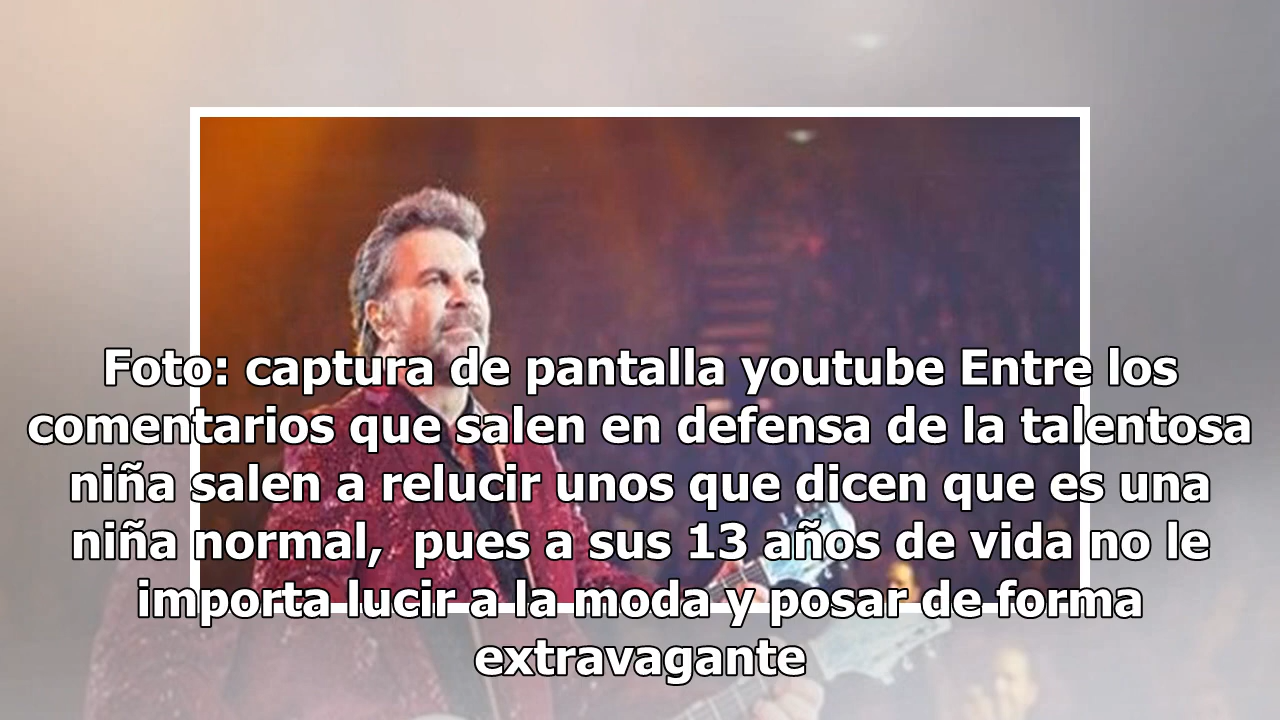 Foto: captura de pantalla youtube Entre los
comentarios que salen en defensa de la talentosa
niña salen a relucir unos que dicen que es una
niña normal,  pues a sus 13 años de vida no le
importa lucir a la moda y posar de forma
extravagante